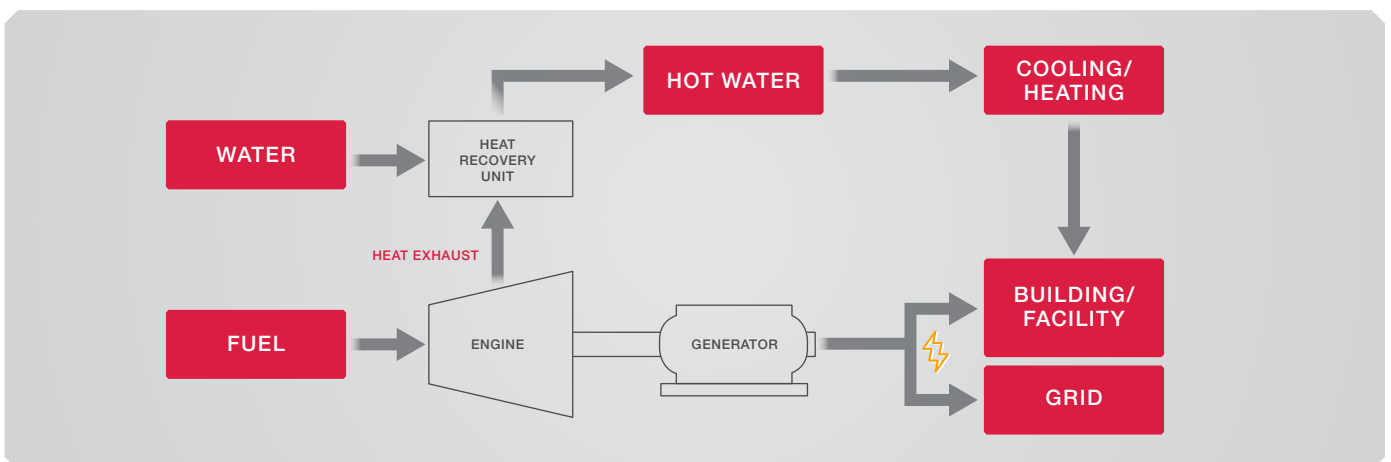 HOT WATER
COOLING/
HEATING
WATER
HEAT
RECOVERY
UNIT
HEAT EXHAUST
FUEL
ENGINE
GENERATOR
BUILDING/
FACILITY
GRID